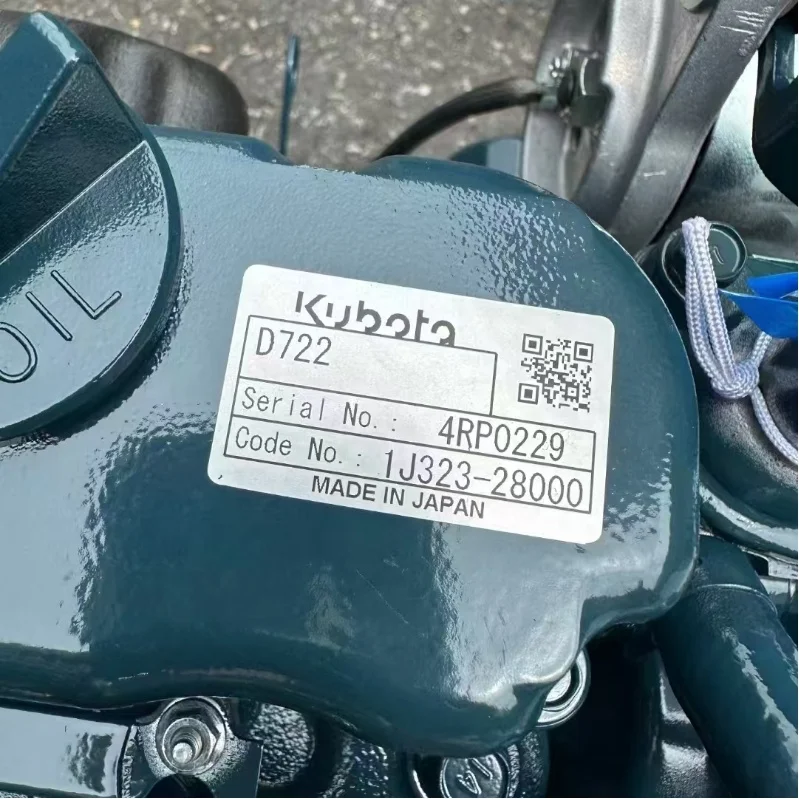 OIL
Kubota
D722
Serial No.: 4RP0229
Code No.: 1J323-28000
MADE IN JAPAN